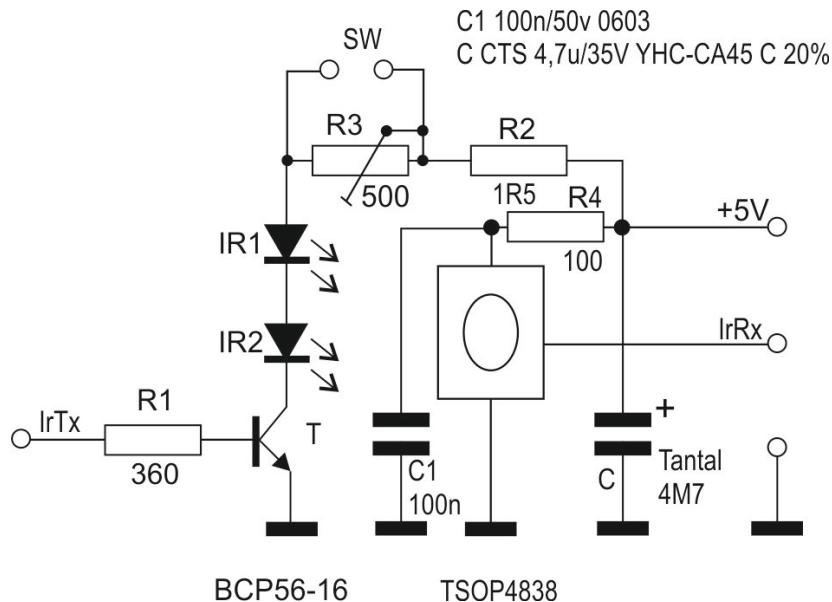 C1 100n/50v 0603
C CTS 4,7u/35V YHC-CA45 C 20%
SW
R3
R2
500
1R5
R4
+5V
100
IR1
IrRx
IR2
R1
IrTx
T
+
360
C1
100n
C
Tantal
4M7
BCP56-16
TSOP4838